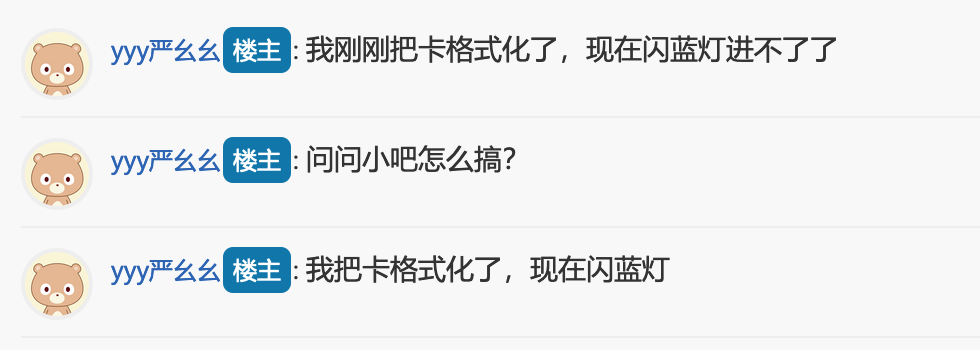 yyy严幺幺 楼主 : 我刚刚把卡格式化了，现在闪蓝灯进不了了
yyy严幺幺 楼主 : 问问小吧怎么搞?
yyy严幺幺 楼主 : 我把卡格式化了，现在闪蓝灯